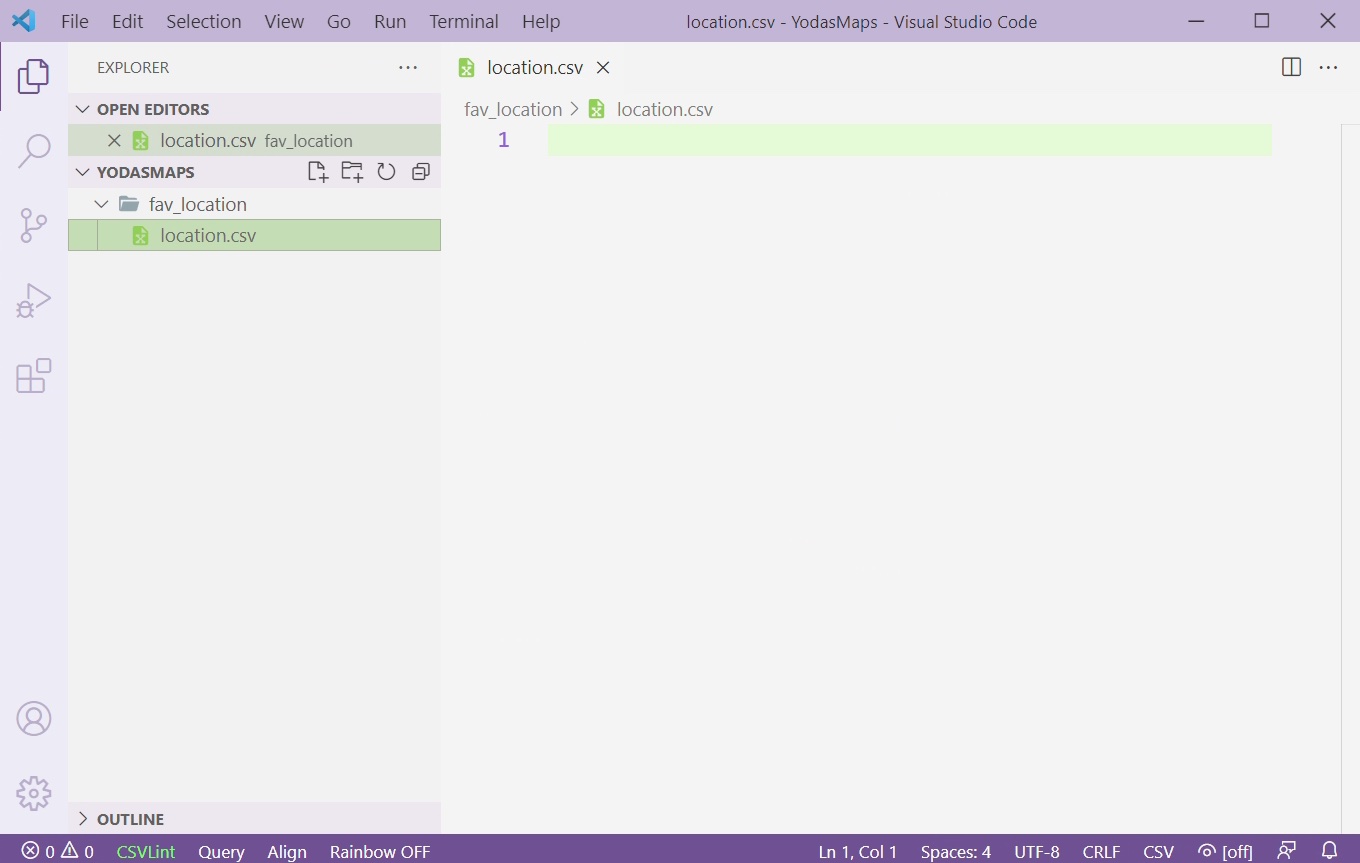 File Edit Selection View Go Run Terminal Help location.csv - YodasMaps - Visual Studio Code
EXPLORER
OPEN EDITORS
location.csv fav_location
YODASMAPS
fav_location
location.csv
OUTLINE
location.csv
fav_location > location.csv
1
0 0 CSVLint Query Align Rainbow OFF Ln 1, Col 1 Spaces: 4 UTF-8 CRLF CSV [off]